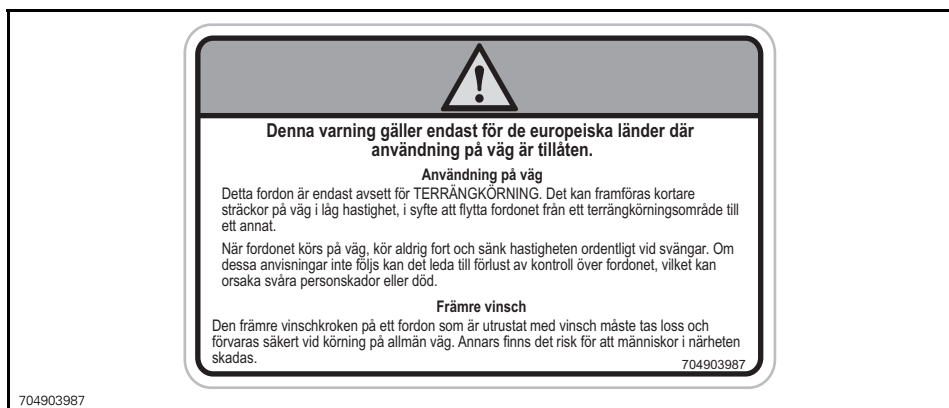 Denna varning gäller endast för de europeiska länder där
användning på väg är tillåten.
Användning på väg
Detta fordon är endast avsett för TERRÄNGKÖRNING. Det kan framföras kortare
sträckor på väg i låg hastighet, i syfte att flytta fordonet från ett terrängkörningsområde till
ett annat.
När fordonet körs på väg, kör aldrig fort och sänk hastigheten ordentligt vid svängar. Om
dessa anvisningar inte följs kan det leda till förlust av kontroll över fordonet, vilket kan
orsaka svåra personskador eller död.
Främre vinsch
Den främre vinschkroken på ett fordon som är utrustat med vinsch måste tas loss och
förvaras säkert vid körning på allmän väg. Annars finns det risk för att människor i närheten
skadas.
704903987
704903987